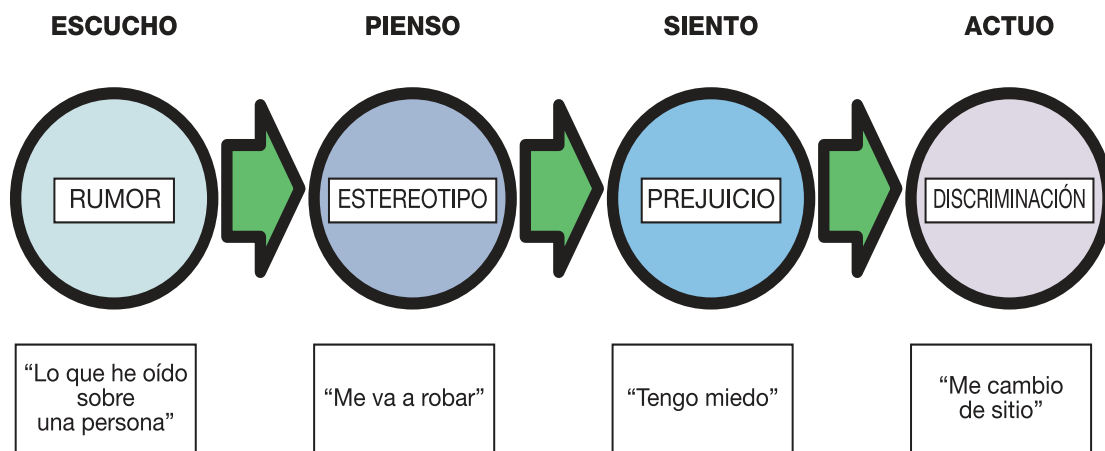 ESCUCHO
PIENSO
SIENTO
ACTUO
RUMOR
ESTEREOTIPO
PREJUICIO
DISCRIMINACIÓN
“Lo que he oído
sobre
una persona”
“Me va a robar”
“Tengo miedo”
“Me cambio
de sitio”